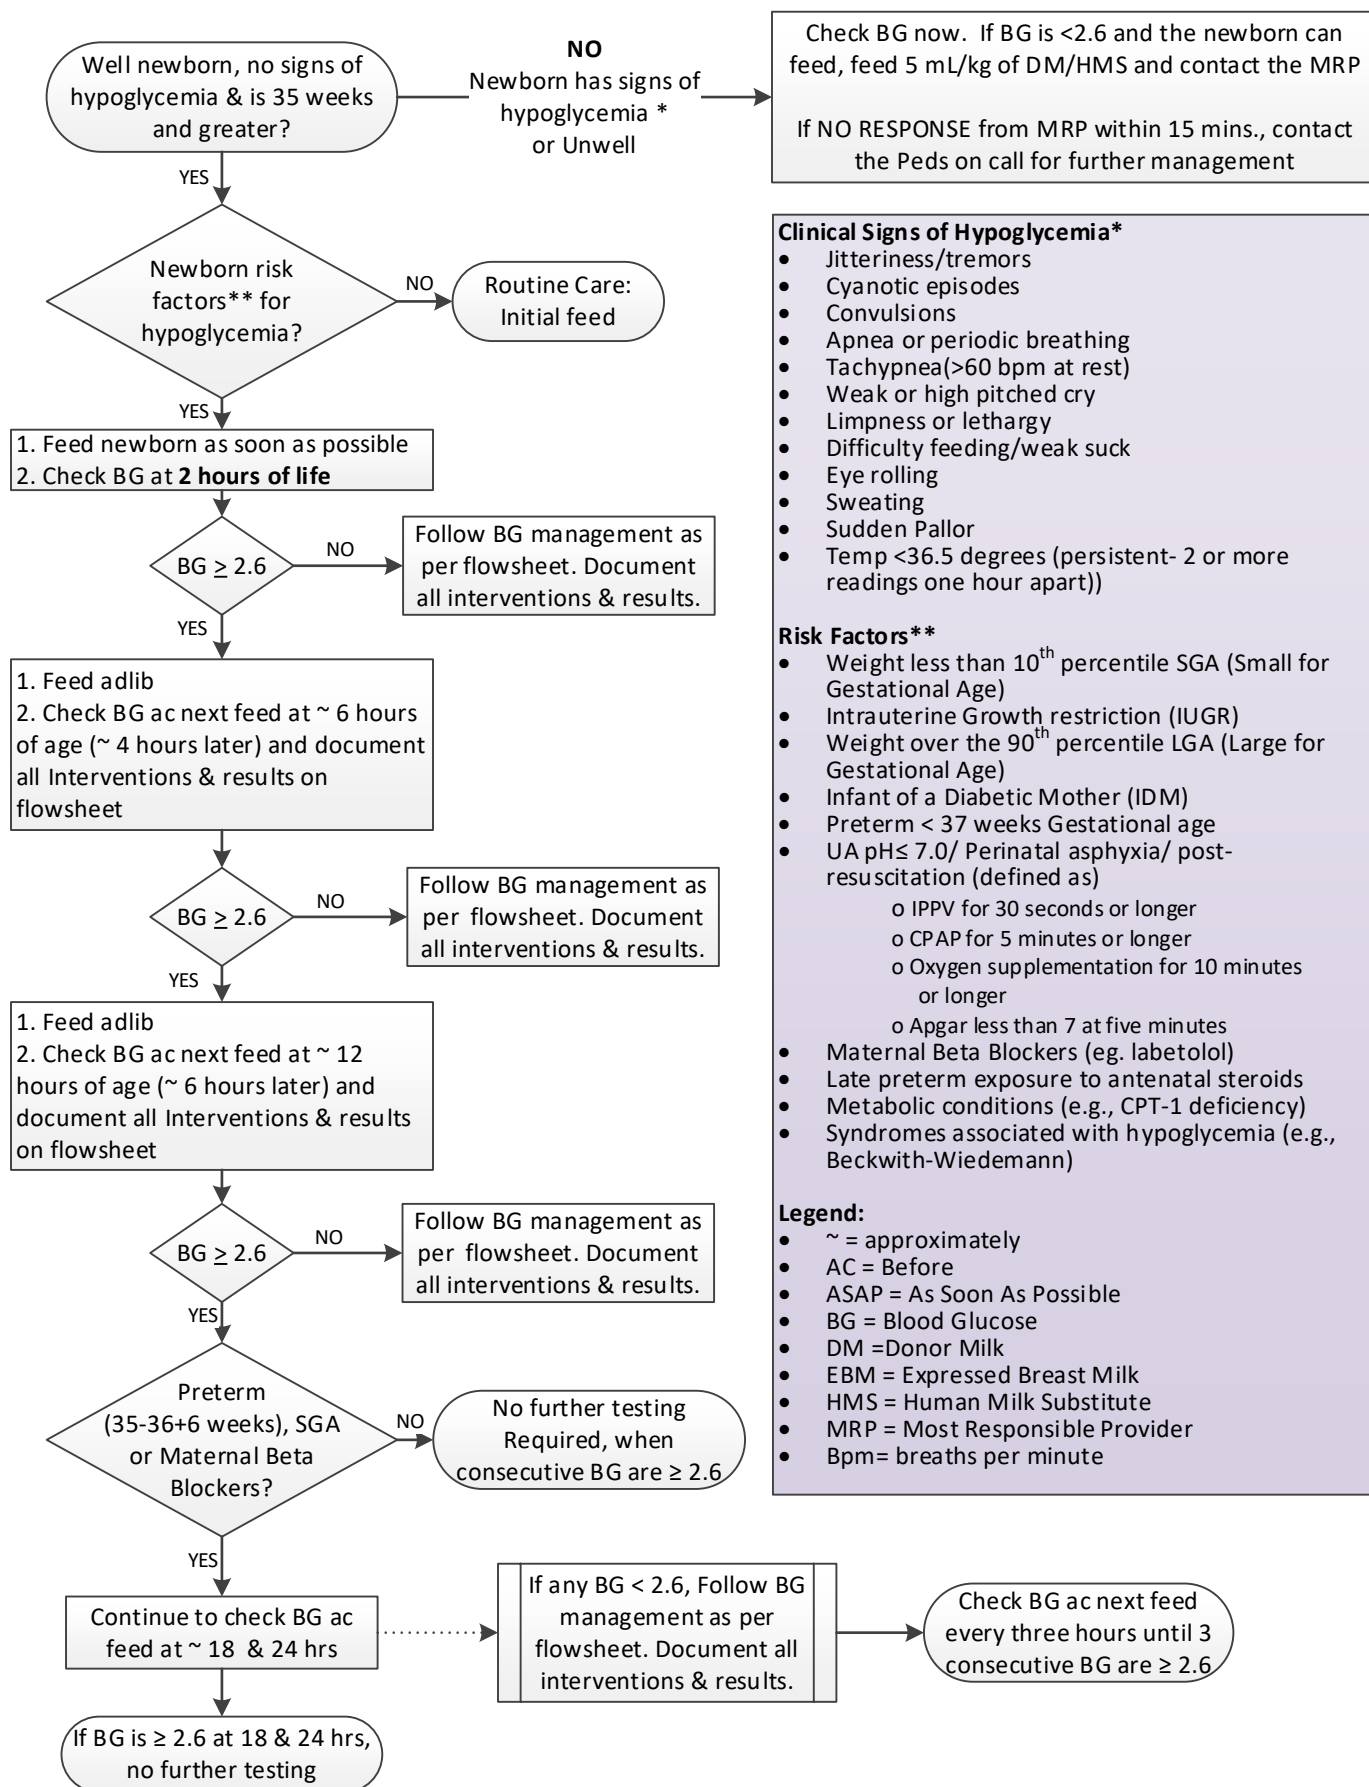 Well newborn, no signs of
hypoglycemia & is 35 weeks
and greater?
NO
Newborn has signs of
hypoglycemia *
or Unwell
Check BG now.  If BG is <2.6 and the newborn can
feed, feed 5 mL/kg of DM/HMS and contact the MRP
If NO RESPONSE from MRP within 15 mins., contact
the Peds on call for further management
YES
Newborn risk
factors** for
hypoglycemia?
NO
Routine Care:
Initial feed
YES
1. Feed newborn as soon as possible
2. Check BG at 2 hours of life
BG ≥ 2.6
NO
Follow BG management as
per flowsheet. Document
all interventions & results.
YES
1. Feed adlib
2. Check BG ac next feed at ~ 6 hours
of age (~ 4 hours later) and document
all Interventions & results on
flowsheet
BG ≥ 2.6
NO
Follow BG management as
per flowsheet. Document
all interventions & results.
YES
1. Feed adlib
2. Check BG ac next feed at ~ 12
hours of age (~ 6 hours later) and
document all Interventions & results
on flowsheet
BG ≥ 2.6
NO
Follow BG management as
per flowsheet. Document
all interventions & results.
YES
Preterm
(35-36+6 weeks), SGA
or Maternal Beta
Blockers?
NO
No further testing
Required, when
consecutive BG are ≥ 2.6
YES
Continue to check BG ac
feed at ~ 18 & 24 hrs
If any BG < 2.6, Follow BG
management as per
flowsheet. Document all
interventions & results.
Check BG ac next feed
every three hours until 3
consecutive BG are ≥ 2.6
If BG is ≥ 2.6 at 18 & 24 hrs,
no further testing
Clinical Signs of Hypoglycemia*
• Jitteriness/tremors
• Cyanotic episodes
• Convulsions
• Apnea or periodic breathing
• Tachypnea(>60 bpm at rest)
• Weak or high pitched cry
• Limpness or lethargy
• Difficulty feeding/weak suck
• Eye rolling
• Sweating
• Sudden Pallor
• Temp <36.5 degrees (persistent- 2 or more
readings one hour apart))
Risk Factors**
• Weight less than 10th percentile SGA (Small for
Gestational Age)
• Intrauterine Growth restriction (IUGR)
• Weight over the 90th percentile LGA (Large for
Gestational Age)
• Infant of a Diabetic Mother (IDM)
• Preterm < 37 weeks Gestational age
• UA pH≤ 7.0/ Perinatal asphyxia/ post-
resuscitation (defined as)
o IPPV for 30 seconds or longer
o CPAP for 5 minutes or longer
o Oxygen supplementation for 10 minutes
or longer
o Apgar less than 7 at five minutes
• Maternal Beta Blockers (eg. labetolol)
• Late preterm exposure to antenatal steroids
• Metabolic conditions (e.g., CPT-1 deficiency)
• Syndromes associated with hypoglycemia (e.g.,
Beckwith-Wiedemann)
Legend:
• ~ = approximately
• AC = Before
• ASAP = As Soon As Possible
• BG = Blood Glucose
• DM =Donor Milk
• EBM = Expressed Breast Milk
• HMS = Human Milk Substitute
• MRP = Most Responsible Provider
• Bpm= breaths per minute